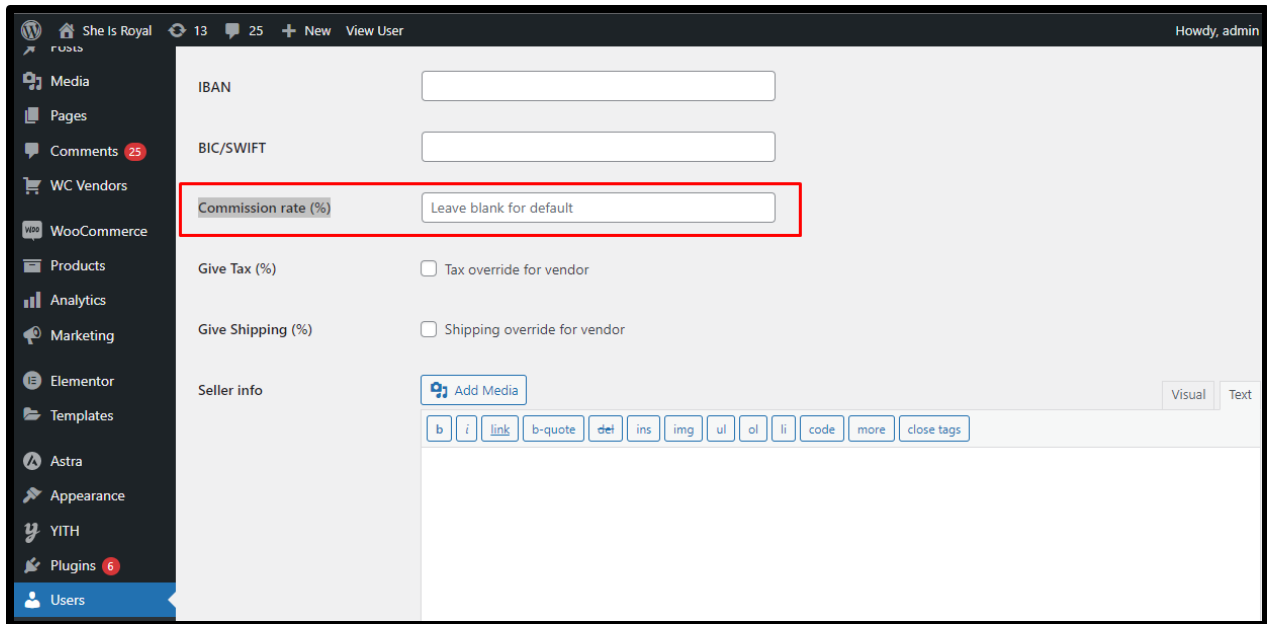 She Is Royal 13 25 New View User Howdy, admin
Posts
Media
Pages
Comments 25
WC Vendors
WOO WooCommerce
Products
Analytics
Marketing
Elementor
Templates
Astra
Appearance
YITH
Plugins 6
Users
IBAN
BIC/SWIFT
Commission rate (%) Leave blank for default
Give Tax (%) Tax override for vendor
Give Shipping (%) Shipping override for vendor
Seller info Add Media Visual Text
b i link b-quote del ins img ul ol li code more close tags